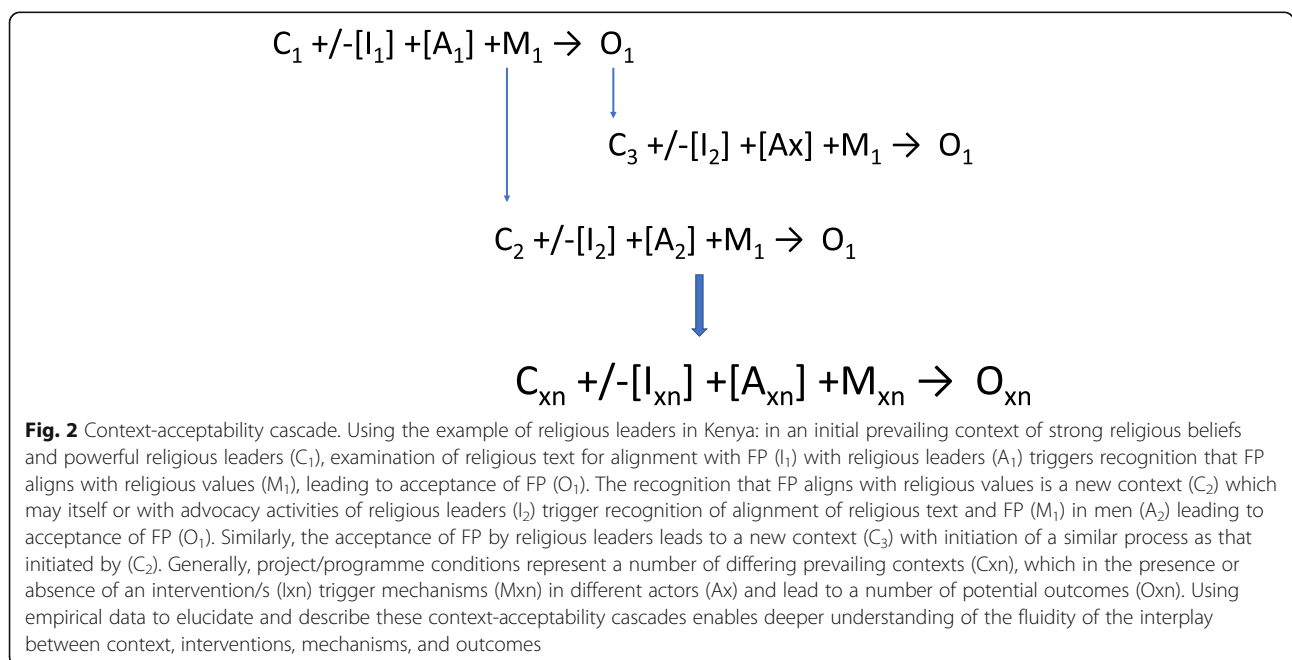 C₁ +/-[I₁] +[A₁] +M₁ → O₁
C₃ +/-[I₂] +[Ax] +M₁ → O₁
C₂ +/-[I₂] +[A₂] +M₁ → O₁
Cₓₙ +/-[Iₓₙ] +[Aₓₙ] +Mₓₙ → Oₓₙ
Fig. 2 Context-acceptability cascade. Using the example of religious leaders in Kenya: in an initial prevailing context of strong religious beliefs
and powerful religious leaders (C₁), examination of religious text for alignment with FP (I₁) with religious leaders (A₁) triggers recognition that FP
aligns with religious values (M₁), leading to acceptance of FP (O₁). The recognition that FP aligns with religious values is a new context (C₂) which
may itself or with advocacy activities of religious leaders (I₂) trigger recognition of alignment of religious text and FP (M₁) in men (A₂) leading to
acceptance of FP (O₁). Similarly, the acceptance of FP by religious leaders leads to a new context (C₃) with initiation of a similar process as that
initiated by (C₂). Generally, project/programme conditions represent a number of differing prevailing contexts (Cxn), which in the presence or
absence of an intervention/s (Ixn) trigger mechanisms (Mxn) in different actors (Ax) and lead to a number of potential outcomes (Oxn). Using
empirical data to elucidate and describe these context-acceptability cascades enables deeper understanding of the fluidity of the interplay
between context, interventions, mechanisms, and outcomes